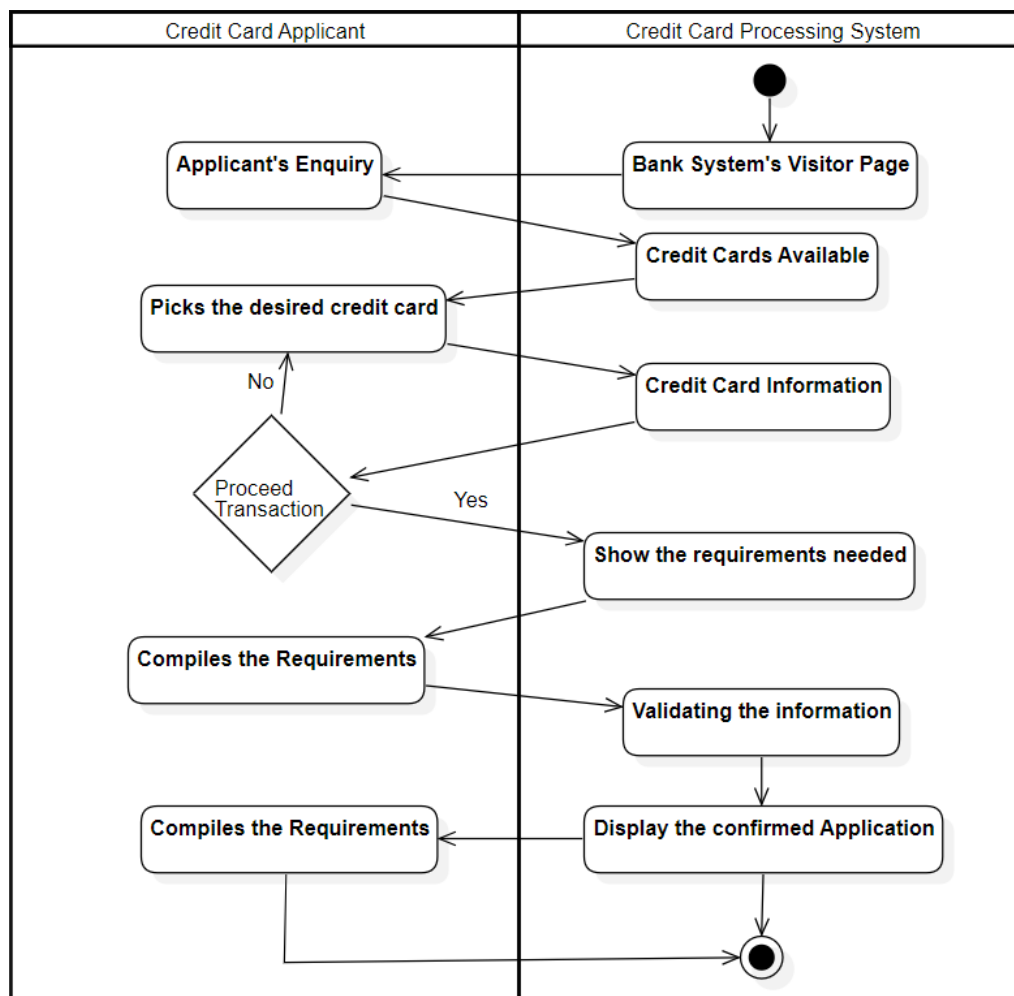 Credit Card Applicant
Credit Card Processing System
Applicant's Enquiry
Bank System's Visitor Page
Credit Cards Available
Picks the desired credit card
No
Credit Card Information
Proceed
Transaction
Yes
Show the requirements needed
Compiles the Requirements
Validating the information
Compiles the Requirements
Display the confirmed Application